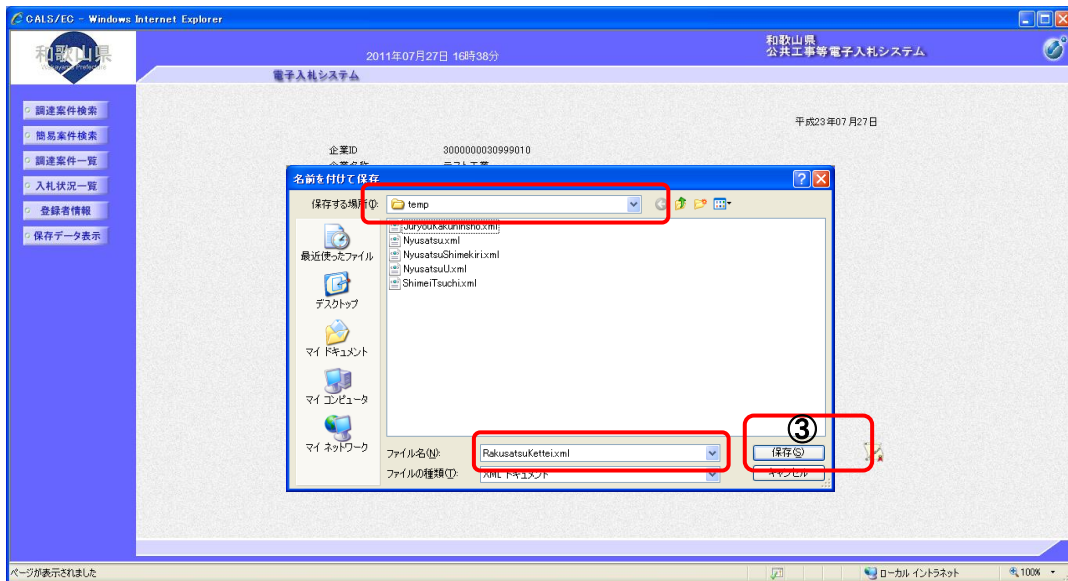 CALS/EC - Windows Internet Explorer
和歌山県
Wakayama Prefecture
2011年07月27日 16時38分
和歌山県
公共工事等電子入札システム
電子入札システム
調達案件検索
簡易案件検索
調達案件一覧
入札状況一覧
登録者情報
保存データ表示
平成23年07月27日
企業ID 3000000030999010
企業名称 テスト工業
名前を付けて保存
保存する場所(I): temp
JuryouKakuninsho.xml
Nyusatsu.xml
NyusatsuShimekiri.xml
NyusatsuU.xml
ShimeiTsuchi.xml
最近使ったファイル
デスクトップ
マイ ドキュメント
マイ コンピュータ
マイ ネットワーク
③
ファイル名(N): RakusatsuKettei.xml 保存(S)
ファイルの種類(T): XML ドキュメント キャンセル
ページが表示されました ローカル イントラネット 100%